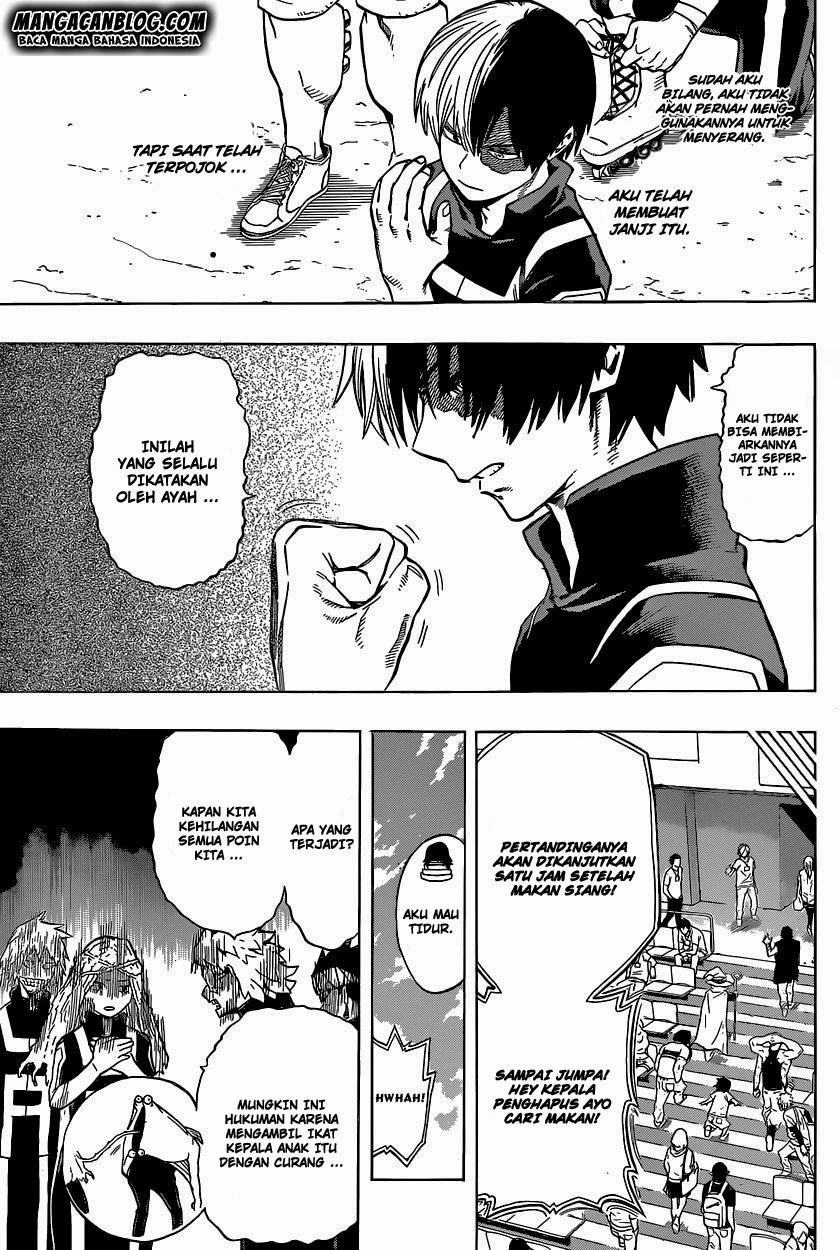 MANGACANBLOG.COM
BACA MANGA BAHASA INDONESIA
SUDAH AKU
BILANG, AKU TIDAK
AKAN PERNAH MENG-
GUNAKANNYA UNTUK
MENYERANG.
AKU TELAH
MEMBUAT
JANJI ITU.
TAPI SAAT TELAH
TERPOJOK ...
AKU TIDAK
BISA MEMBI-
ARKANNYA
JADI SEPER-
TI INI ...
INILAH
YANG SELALU
DIKATAKAN
OLEH AYAH ...
PERTANDINGANYA
AKAN DIKANJUTKAN
SATU JAM SETELAH
MAKAN SIANG!
SAMPAI JUMPA!
HEY KEPALA
PENGHAPUS AYO
CARI MAKAN!
AKU MAU
TIDUR.
HWHAH!
APA YANG
TERJADI?
KAPAN KITA
KEHILANGAN
SEMUA POIN
KITA ...
MUNGKIN INI
HUKUMAN KARENA
MENGAMBIL IKAT
KEPALA ANAK ITU
DENGAN CURANG ...